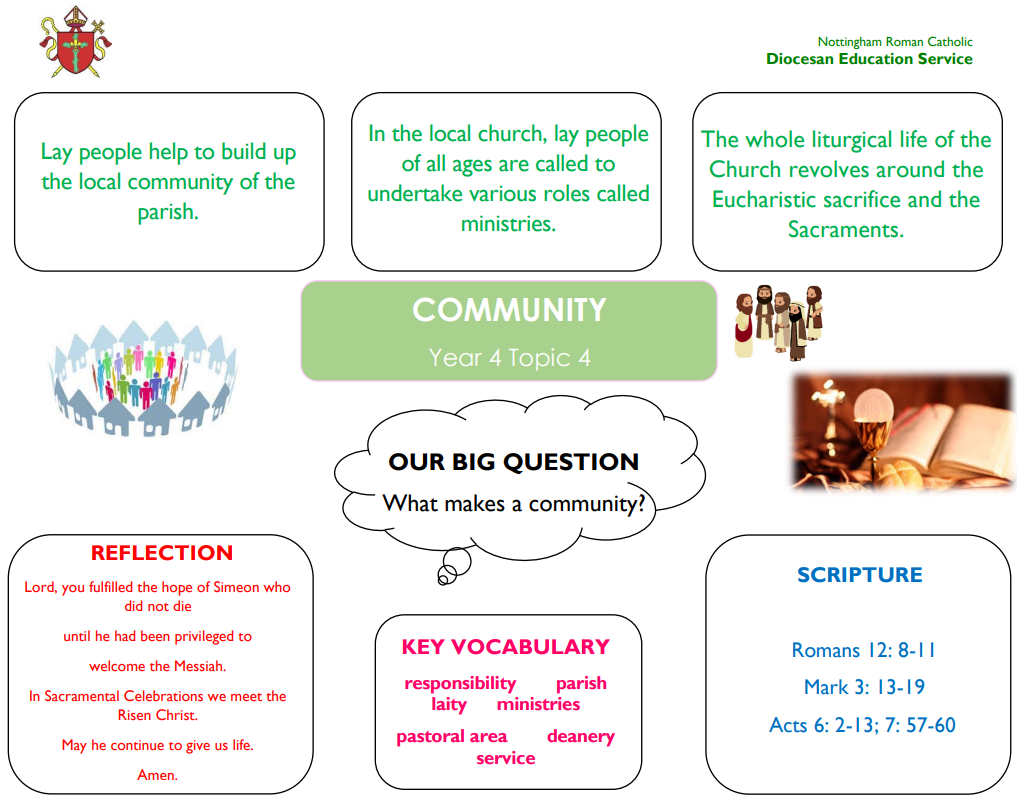 Nottingham Roman Catholic
Diocesan Education Service
Lay people help to build up
the local community of the
parish.
In the local church, lay people
of all ages are called to
undertake various roles called
ministries.
The whole liturgical life of the
Church revolves around the
Eucharistic sacrifice and the
Sacraments.
COMMUNITY
Year 4 Topic 4
OUR BIG QUESTION
What makes a community?
REFLECTION
Lord, you fulfilled the hope of Simeon who
did not die
until he had been privileged to
welcome the Messiah.
In Sacramental Celebrations we meet the
Risen Christ.
May he continue to give us life.
Amen.
KEY VOCABULARY
responsibility parish
laity ministries
pastoral area deanery
service
SCRIPTURE
Romans 12: 8-11
Mark 3: 13-19
Acts 6: 2-13; 7: 57-60